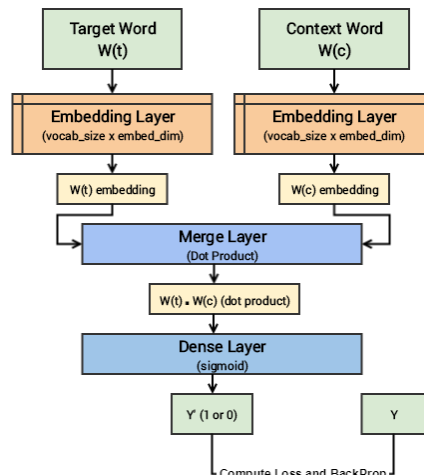 Target Word
W(t)
Context Word
W(c)
Embedding Layer
(vocab_size x embed_dim)
Embedding Layer
(vocab_size x embed_dim)
W(t) embedding
W(c) embedding
Merge Layer
(Dot Product)
W(t) . W(c) (dot product)
Dense Layer
(sigmoid)
Y' (1 or 0)
Y
Compute Loss and BackProp